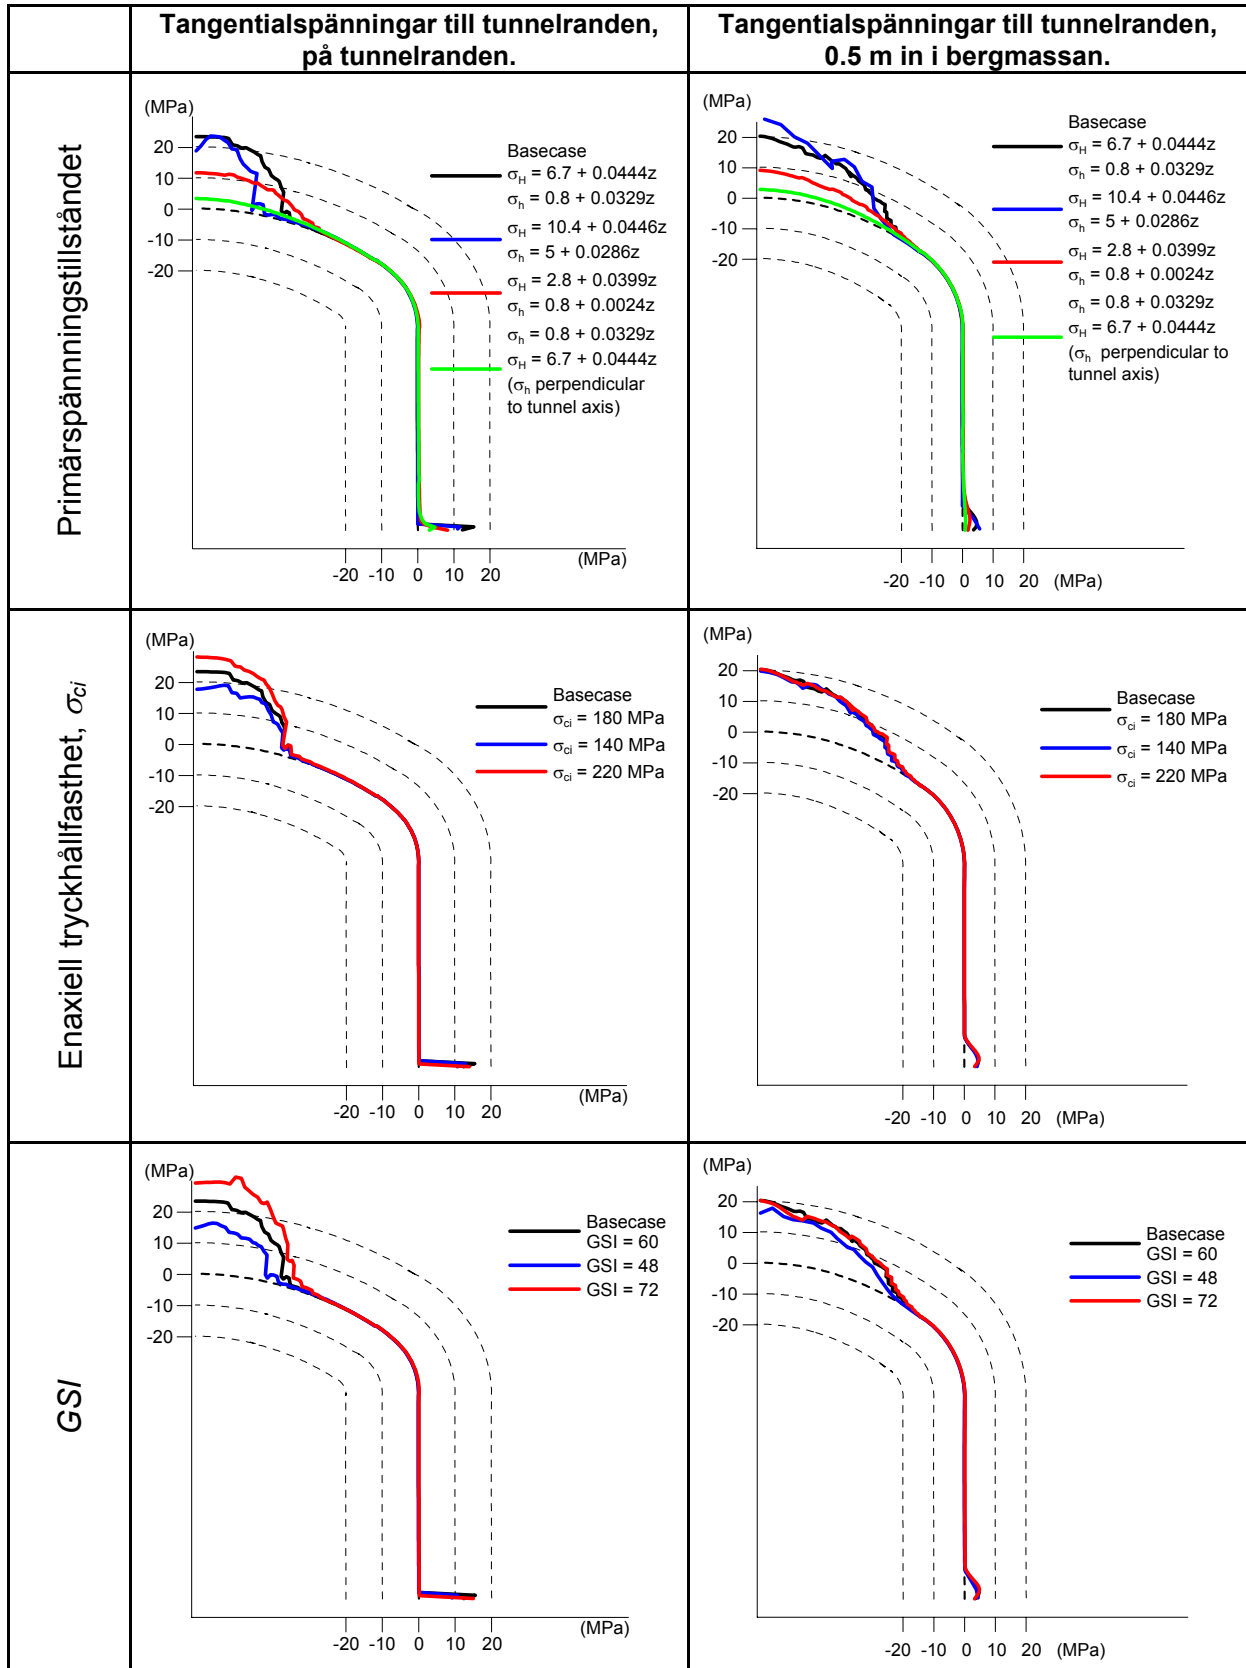 Tangentialspänningar till tunnelranden,
på tunnelranden.
Tangentialspänningar till tunnelranden,
0.5 m in i bergmassan.
Primärspännningstillståndet
(MPa)
20
10
0
-10
-20
Basecase
σH = 6.7 + 0.0444z
σh = 0.8 + 0.0329z
σH = 10.4 + 0.0446z
σh = 5 + 0.0286z
σH = 2.8 + 0.0399z
σh = 0.8 + 0.0024z
σh = 0.8 + 0.0329z
σH = 6.7 + 0.0444z
(σh perpendicular
to tunnel axis)
(MPa)
-20 -10 0 10 20
(MPa)
20
10
0
-10
-20
Basecase
σH = 6.7 + 0.0444z
σh = 0.8 + 0.0329z
σH = 10.4 + 0.0446z
σh = 5 + 0.0286z
σH = 2.8 + 0.0399z
σh = 0.8 + 0.0024z
σh = 0.8 + 0.0329z
σH = 6.7 + 0.0444z
(σh perpendicular to
tunnel axis)
-20 -10 0 10 20 (MPa)
Enaxiell tryckhållfasthet, σci
(MPa)
20
10
0
-10
-20
Basecase
σci = 180 MPa
σci = 140 MPa
σci = 220 MPa
(MPa)
-20 -10 0 10 20
(MPa)
20
10
0
-10
-20
Basecase
σci = 180 MPa
σci = 140 MPa
σci = 220 MPa
-20 -10 0 10 20 (MPa)
GSI
(MPa)
20
10
0
-10
-20
Basecase
GSI = 60
GSI = 48
GSI = 72
(MPa)
-20 -10 0 10 20
(MPa)
20
10
0
-10
-20
Basecase
GSI = 60
GSI = 48
GSI = 72
-20 -10 0 10 20 (MPa)